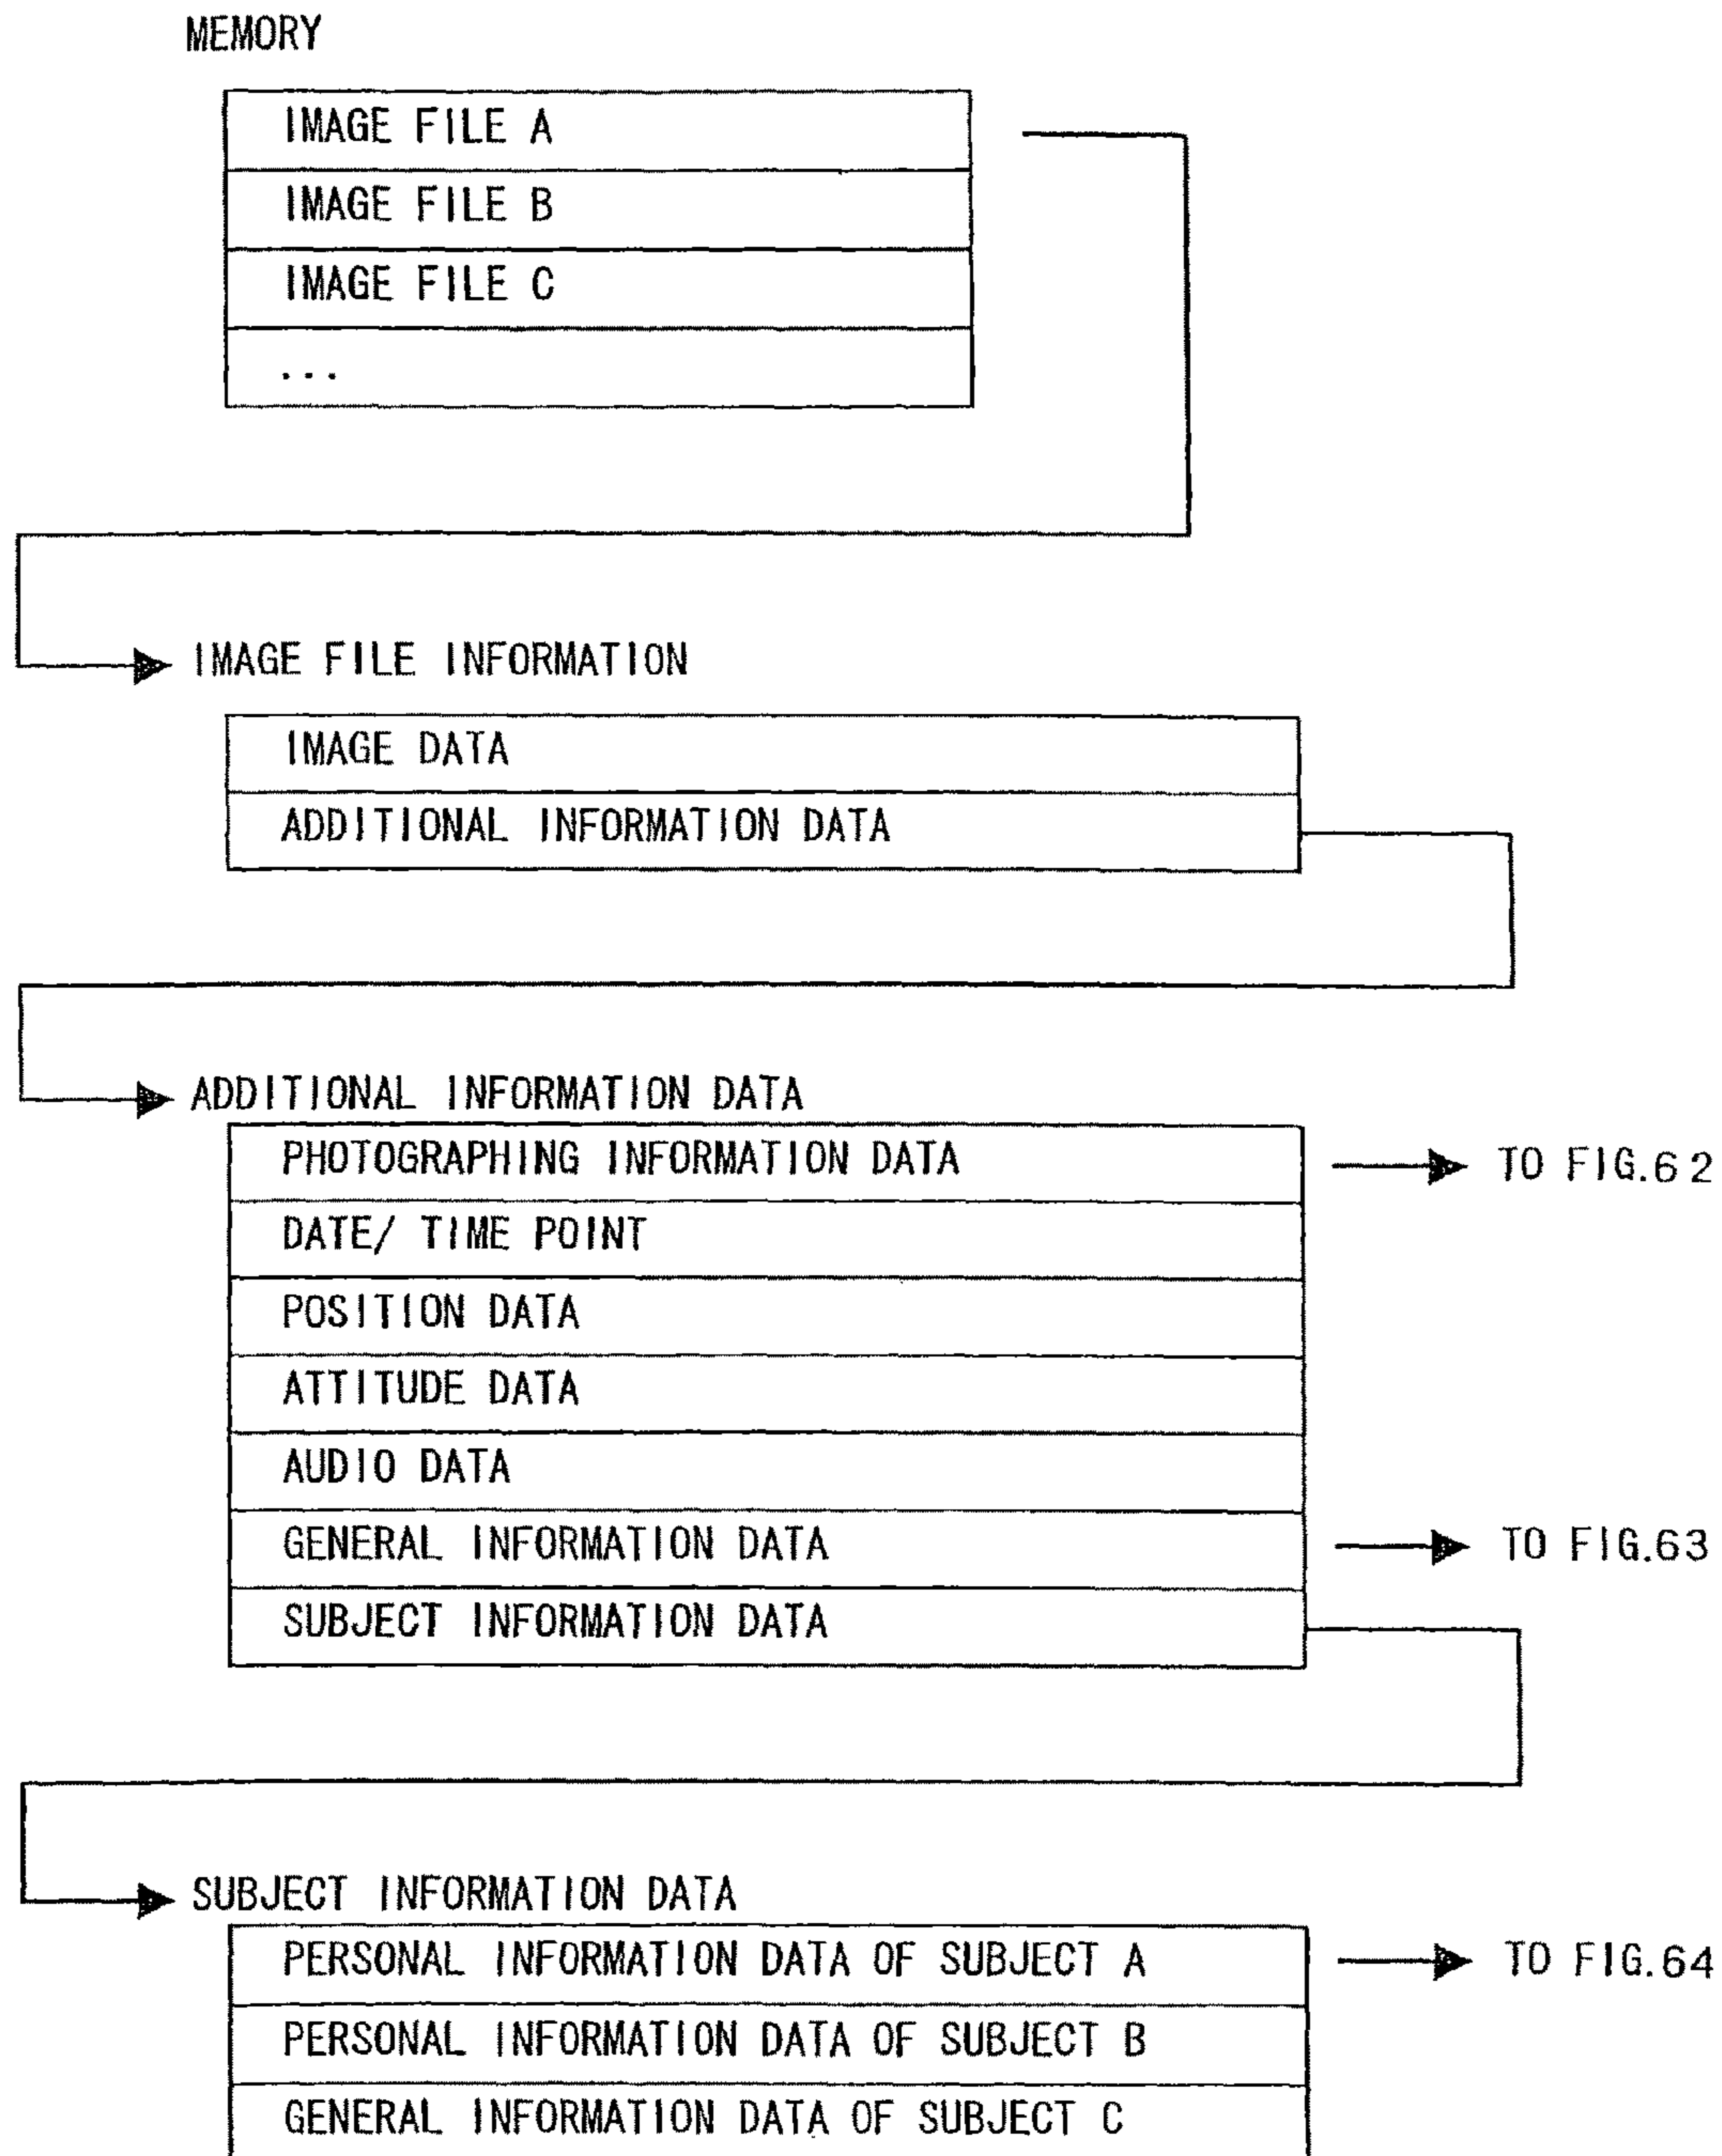 MEMORY
IMAGE FILE A
IMAGE FILE B
IMAGE FILE C
...
IMAGE FILE INFORMATION
IMAGE DATA
ADDITIONAL INFORMATION DATA
ADDITIONAL INFORMATION DATA
PHOTOGRAPHING INFORMATION DATA
TO FIG.62
DATE/ TIME POINT
POSITION DATA
ATTITUDE DATA
AUDIO DATA
GENERAL INFORMATION DATA
TO FIG.63
SUBJECT INFORMATION DATA
SUBJECT INFORMATION DATA
PERSONAL INFORMATION DATA OF SUBJECT A
TO FIG.64
PERSONAL INFORMATION DATA OF SUBJECT B
GENERAL INFORMATION DATA OF SUBJECT C